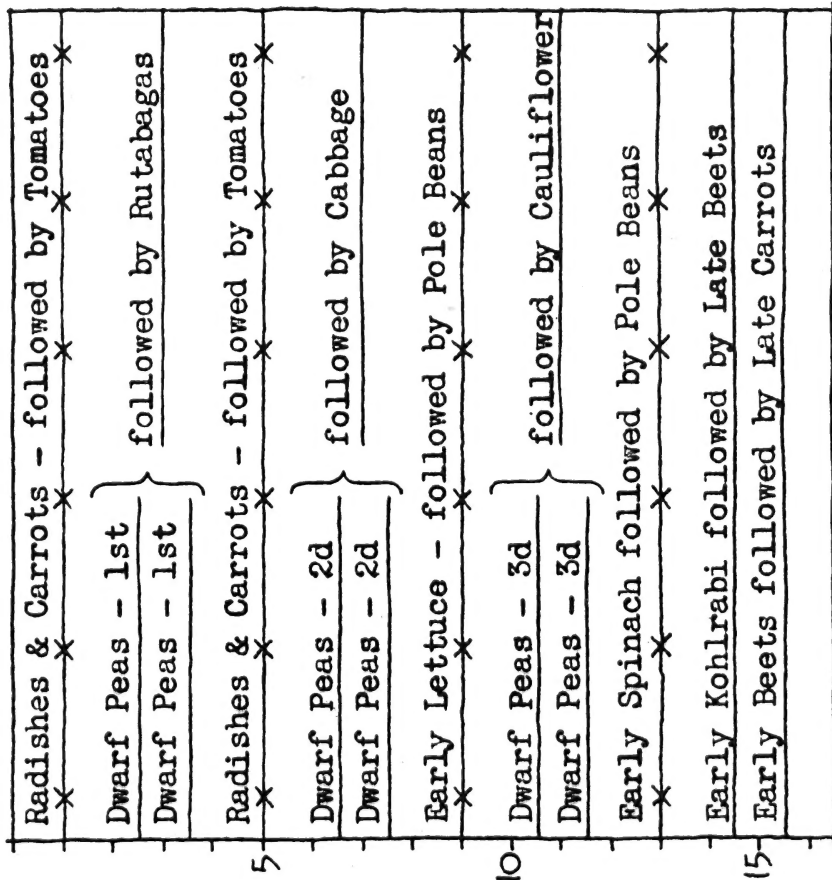 Radishes & Carrots - followed by Tomatoes
Dwarf Peas - 1st
Dwarf Peas - 1st
followed by Rutabagas
5
Radishes & Carrots - followed by Tomatoes
Dwarf Peas - 2d
Dwarf Peas - 2d
followed by Cabbage
Early Lettuce - followed by Pole Beans
10
Dwarf Peas - 3d
Dwarf Peas - 3d
followed by Cauliflower
Early Spinach followed by Pole Beans
Early Kohlrabi followed by Late Beets
15
Early Beets followed by Late Carrots